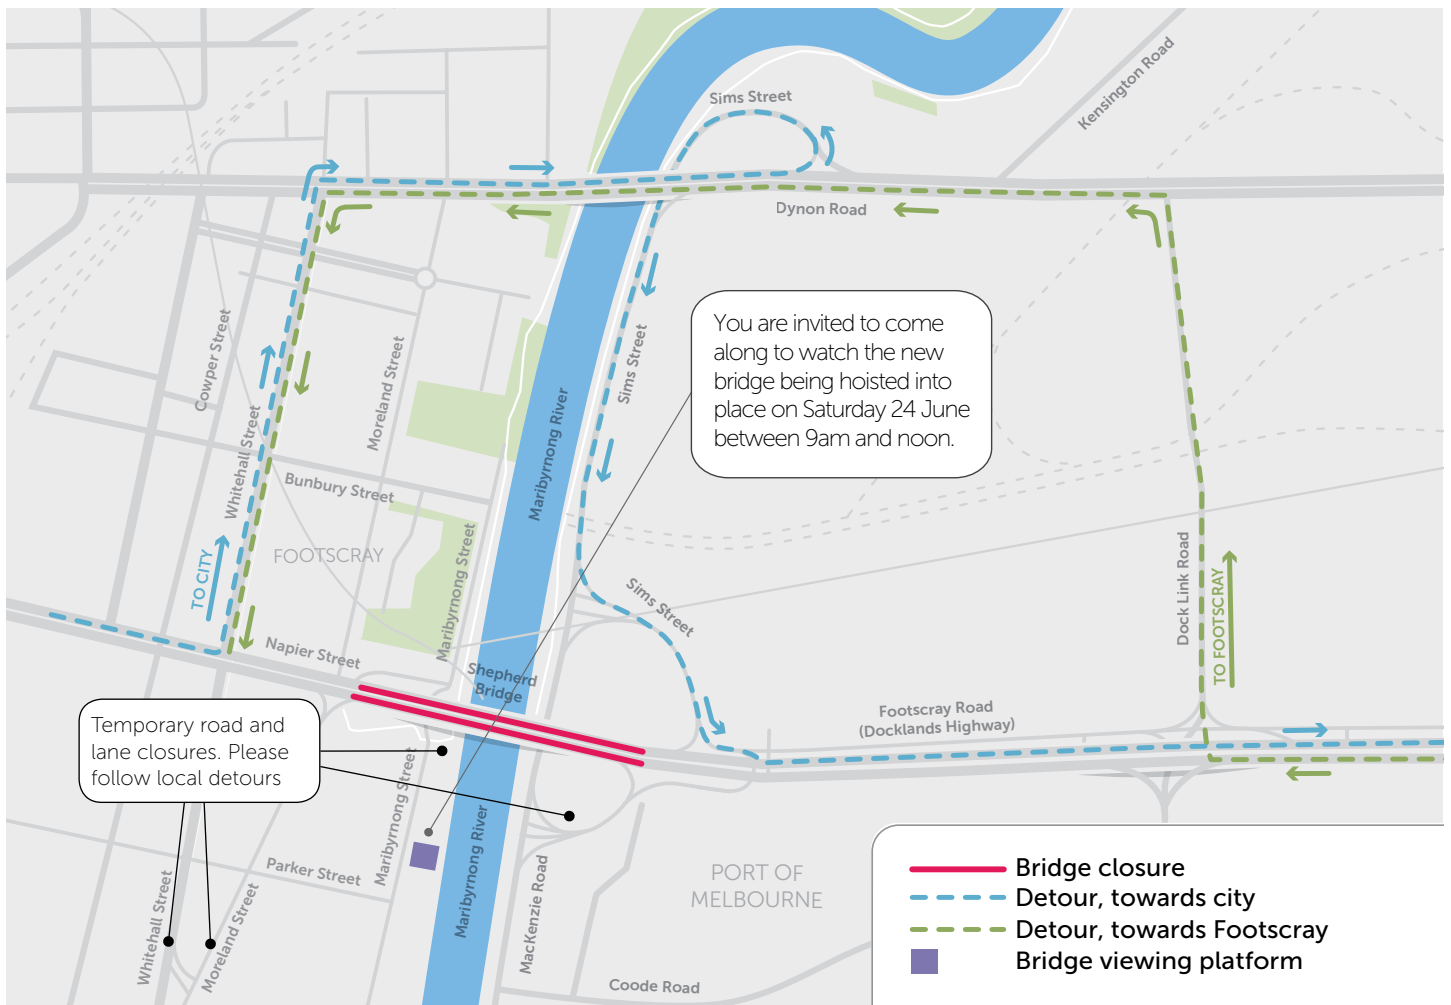 Sims Street
Kensington Road
Dynon Road
Cowper Street
Whitehall Street
Moreland Street
Sims Street
Maribyrnong River
You are invited to come
along to watch the new
bridge being hoisted into
place on Saturday 24 June
between 9am and noon.
Bunbury Street
FOOTSCRAY
TO CITY
Maribyrnong Street
Sims Street
Dock Link Road
TO FOOTSCRAY
Napier Street
Shepherd
Bridge
Footscray Road
(Docklands Highway)
Temporary road and
lane closures. Please
follow local detours
Maribyrnong Street
Maribyrnong River
Parker Street
Whitehall Street
Moreland Street
MacKenzie Road
PORT OF
MELBOURNE
Coode Road
Bridge closure
Detour, towards city
Detour, towards Footscray
Bridge viewing platform